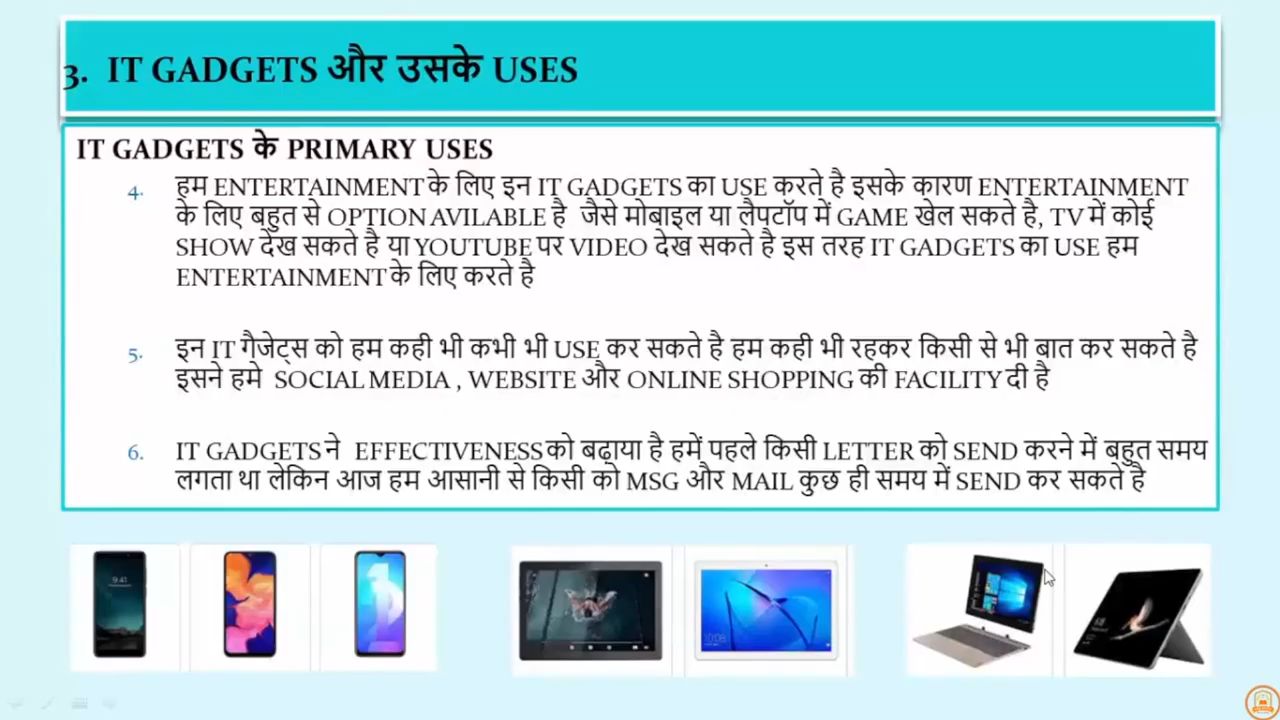 3. IT GADGETS और उसके USES
IT GADGETS के PRIMARY USES
4. हम ENTERTAINMENT के लिए इन IT GADGETS का USE करते है इसके कारण ENTERTAINMENT
के लिए बहुत से OPTION AVILABLE है जैसे मोबाइल या लैपटॉप में GAME खेल सकते है, TV में कोई
SHOW देख सकते है या YOUTUBE पर VIDEO देख सकते है इस तरह IT GADGETS का USE हम
ENTERTAINMENT के लिए करते है
5. इन IT गैजेट्स को हम कही भी कभी भी USE कर सकते है हम कही भी रहकर किसी से भी बात कर सकते है
इसने हमे SOCIAL MEDIA , WEBSITE और ONLINE SHOPPING की FACILITY दी है
6. IT GADGETS ने EFFECTIVENESS को बढ़ाया है हमें पहले किसी LETTER को SEND करने में बहुत समय
लगता था लेकिन आज हम आसानी से किसी को MSG और MAIL कुछ ही समय में SEND कर सकते है
9:41
10:08